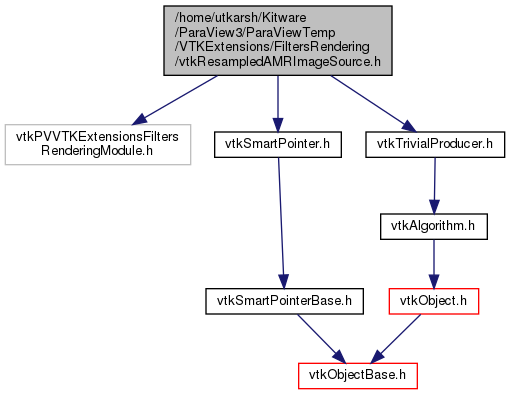 /home/utkarsh/Kitware
/ParaView3/ParaViewTemp
/VTKExtensions/FiltersRendering
/vtkResampledAMRImageSource.h
vtkPVVTKExtensionsFilters
RenderingModule.h
vtkSmartPointer.h
vtkTrivialProducer.h
vtkAlgorithm.h
vtkSmartPointerBase.h
vtkObject.h
vtkObjectBase.h